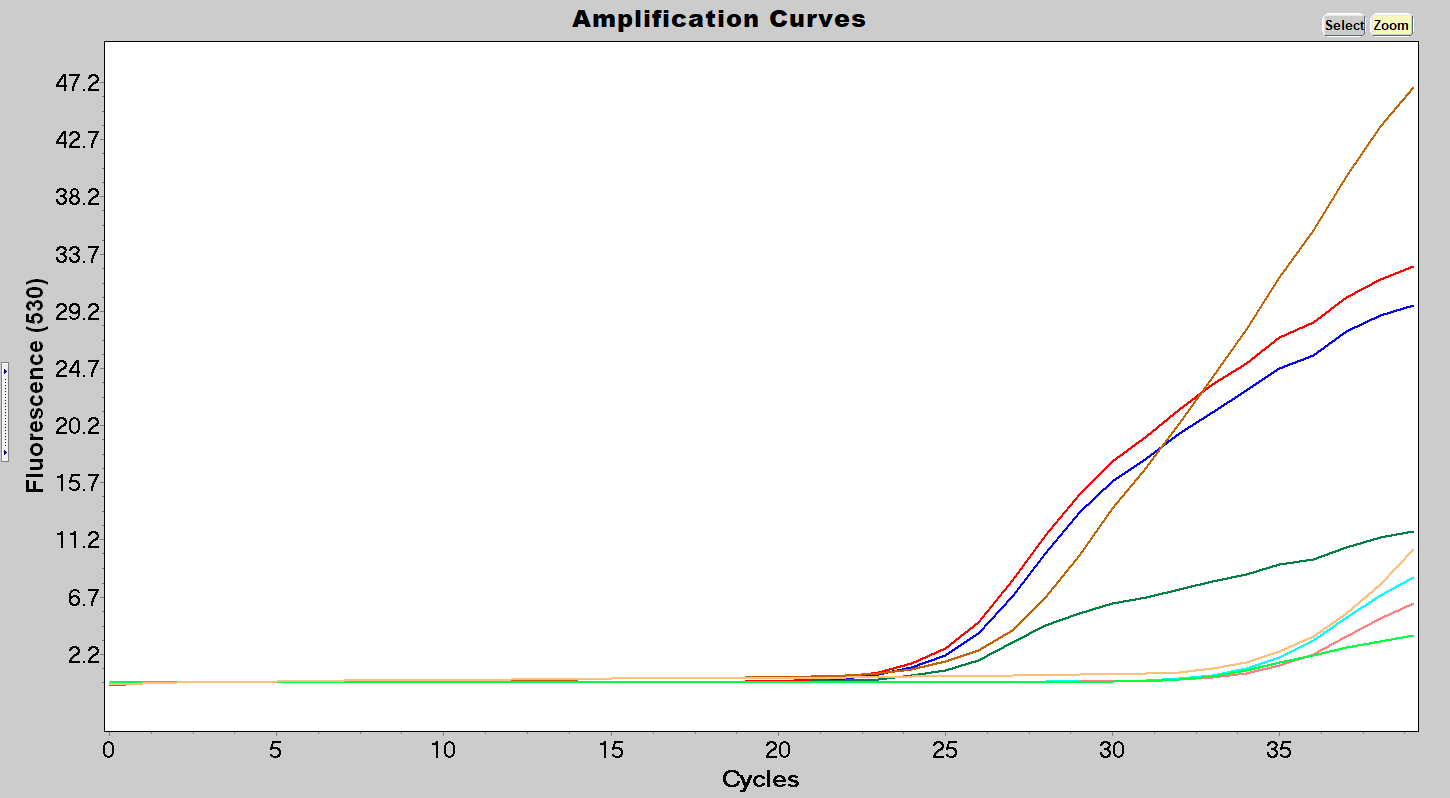 Amplification Curves
Select Zoom
47.2
42.7
38.2
33.7
29.2
24.7
20.2
15.7
11.2
6.7
2.2
Fluorescence (530)
0 5 10 15 20 25 30 35
Cycles